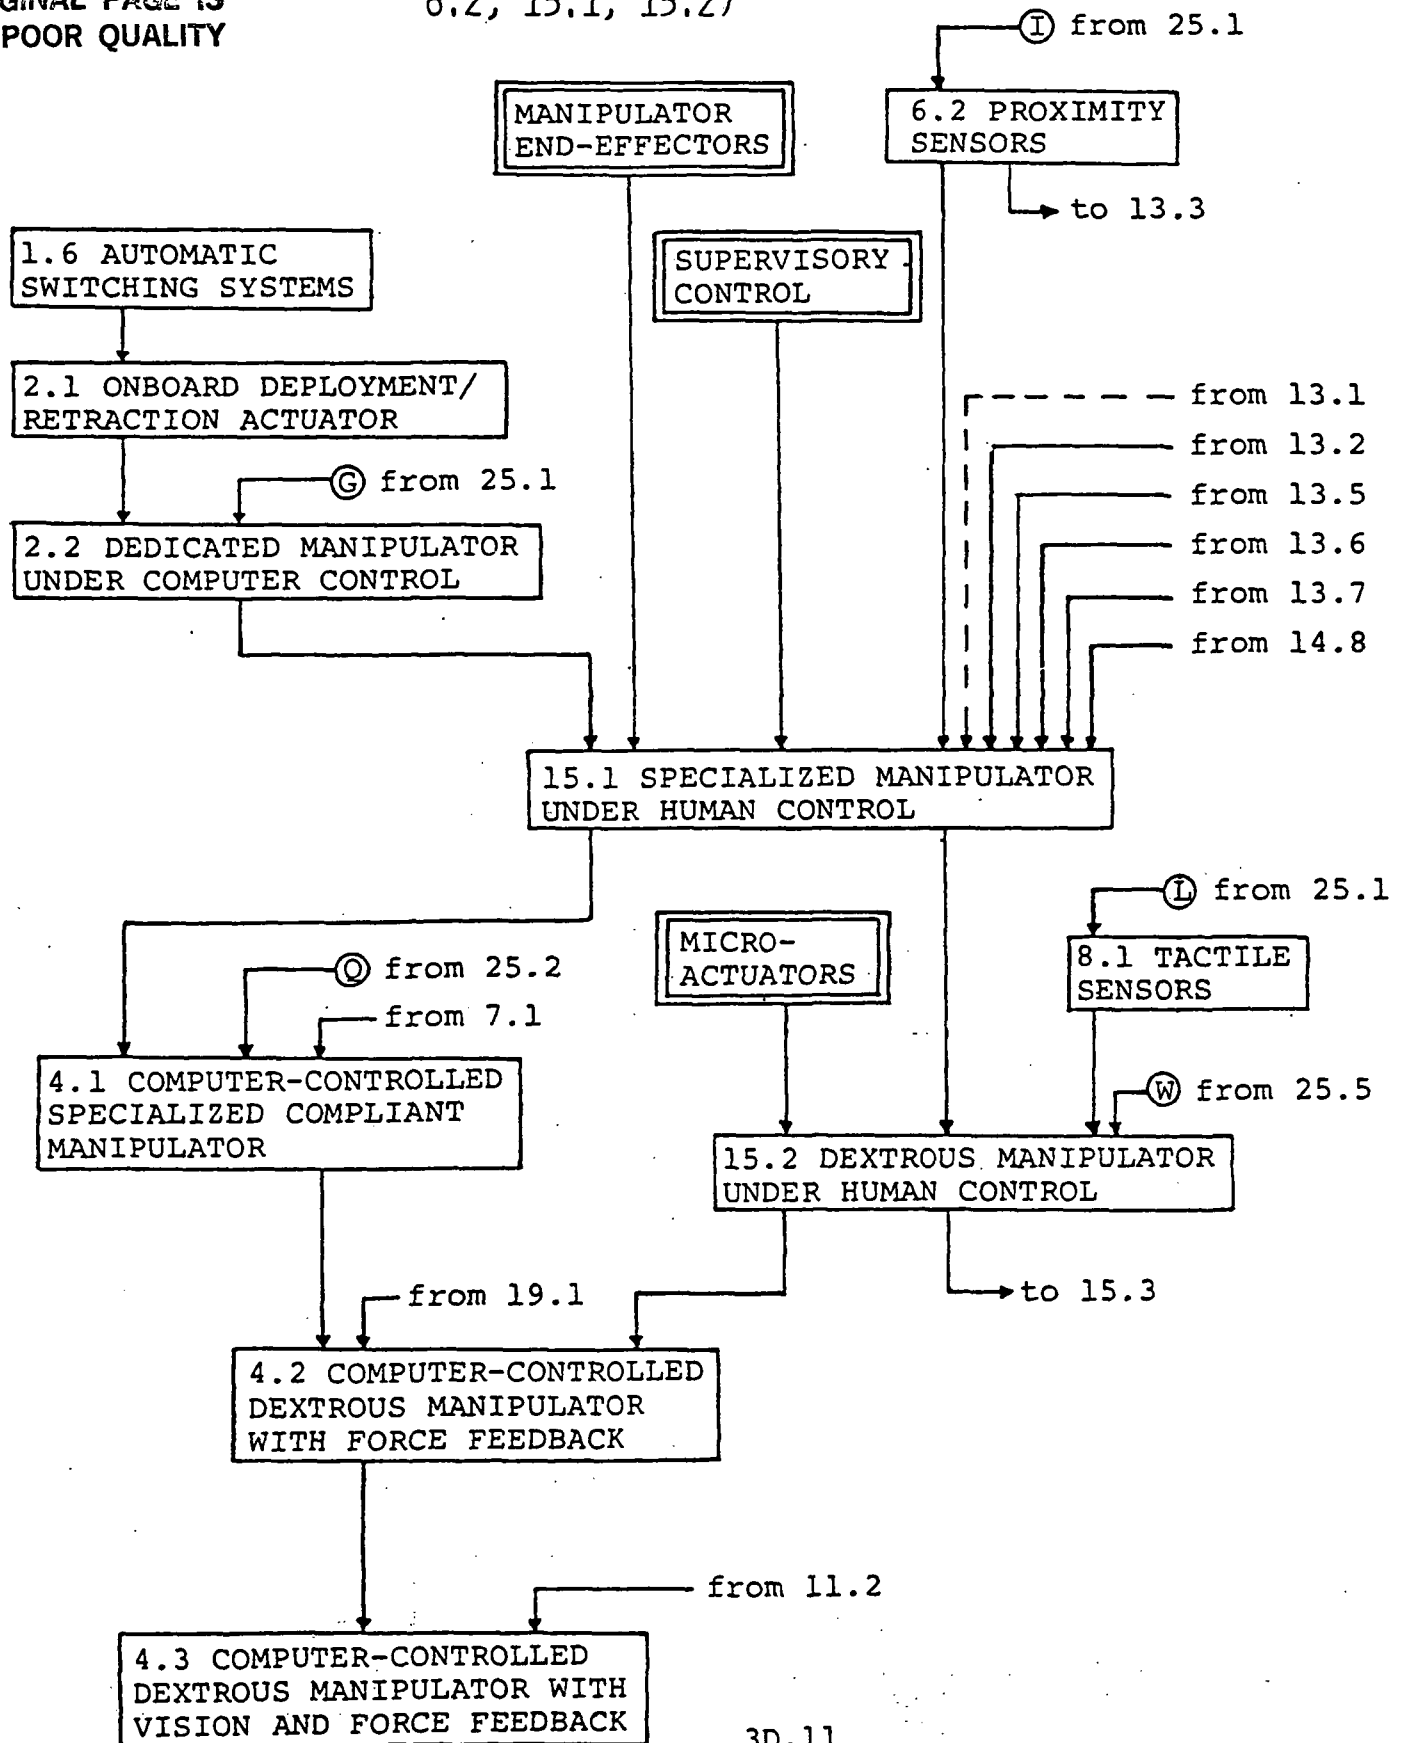 POOR QUALITY
6.2, 15.1, 15.2)
I from 25.1
MANIPULATOR
END-EFFECTORS
6.2 PROXIMITY
SENSORS
to 13.3
1.6 AUTOMATIC
SWITCHING SYSTEMS
SUPERVISORY
CONTROL
2.1 ONBOARD DEPLOYMENT/
RETRACTION ACTUATOR
from 13.1
from 13.2
G from 25.1
from 13.5
2.2 DEDICATED MANIPULATOR
UNDER COMPUTER CONTROL
from 13.6
from 13.7
from 14.8
15.1 SPECIALIZED MANIPULATOR
UNDER HUMAN CONTROL
L from 25.1
MICRO-
ACTUATORS
8.1 TACTILE
SENSORS
Q from 25.2
from 7.1
4.1 COMPUTER-CONTROLLED
SPECIALIZED COMPLIANT
MANIPULATOR
W from 25.5
15.2 DEXTROUS MANIPULATOR
UNDER HUMAN CONTROL
from 19.1
to 15.3
4.2 COMPUTER-CONTROLLED
DEXTROUS MANIPULATOR
WITH FORCE FEEDBACK
from 11.2
4.3 COMPUTER-CONTROLLED
DEXTROUS MANIPULATOR WITH
VISION AND FORCE FEEDBACK
3D.11